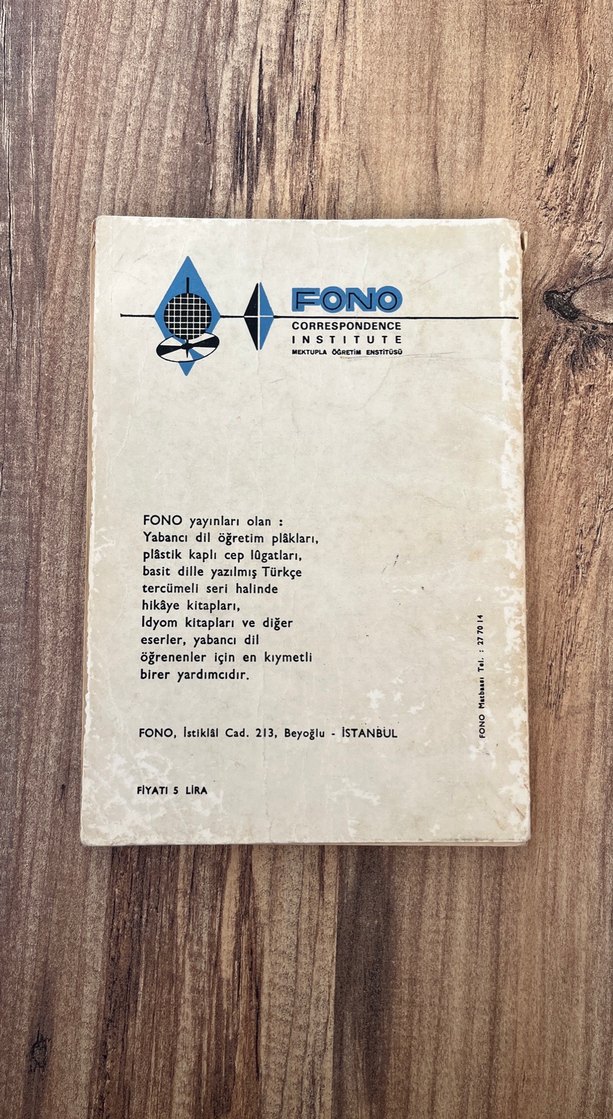 FONO
CORRESPONDENCE
INSTITUTE
MEKTUPLA ÖĞRETİM ENSTİTÜSÜ
FONO yayınları olan :
Yabancı dil öğretim plâkları,
plâstik kaplı cep lûgatları,
basit dille yazılmış Türkçe
tercümeli seri halinde
hikâye kitapları,
İdyom kitapları ve diğer
eserler, yabancı dil
öğrenenler için en kıymetli
birer yardımcıdır.
FONO, İstiklâl Cad. 213, Beyoğlu - İSTANBUL
FİYATI 5 LİRA
FONO Matbaası Tel. : 27 70 14